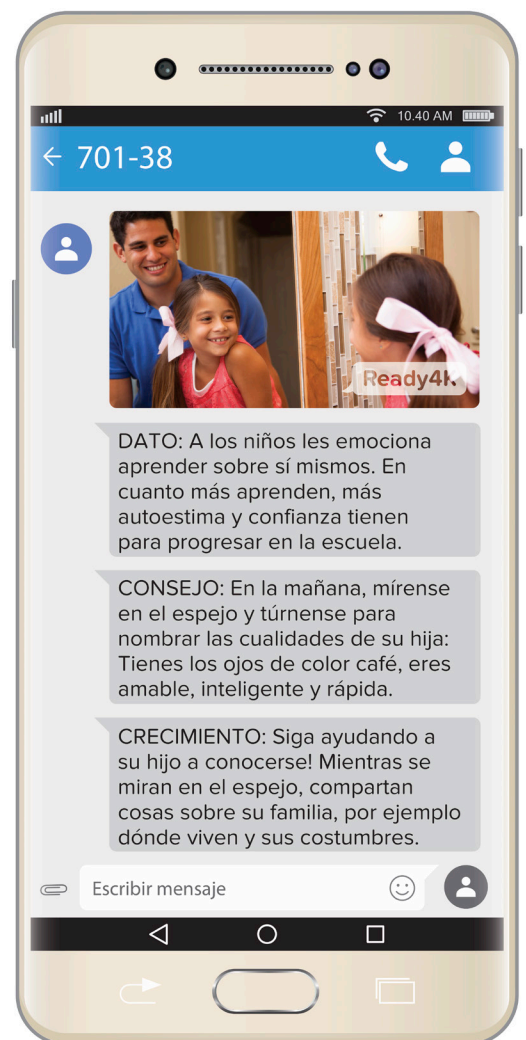 10.40 AM
701-38
Ready4K
DATO: A los niños les emociona
aprender sobre sí mismos. En
cuanto más aprenden, más
autoestima y confianza tienen
para progresar en la escuela.
CONSEJO: En la mañana, mírense
en el espejo y túrnense para
nombrar las cualidades de su hija:
Tienes los ojos de color café, eres
amable, inteligente y rápida.
CRECIMIENTO: Siga ayudando a
su hijo a conocerse! Mientras se
miran en el espejo, compartan
cosas sobre su familia, por ejemplo
dónde viven y sus costumbres.
Escribir mensaje